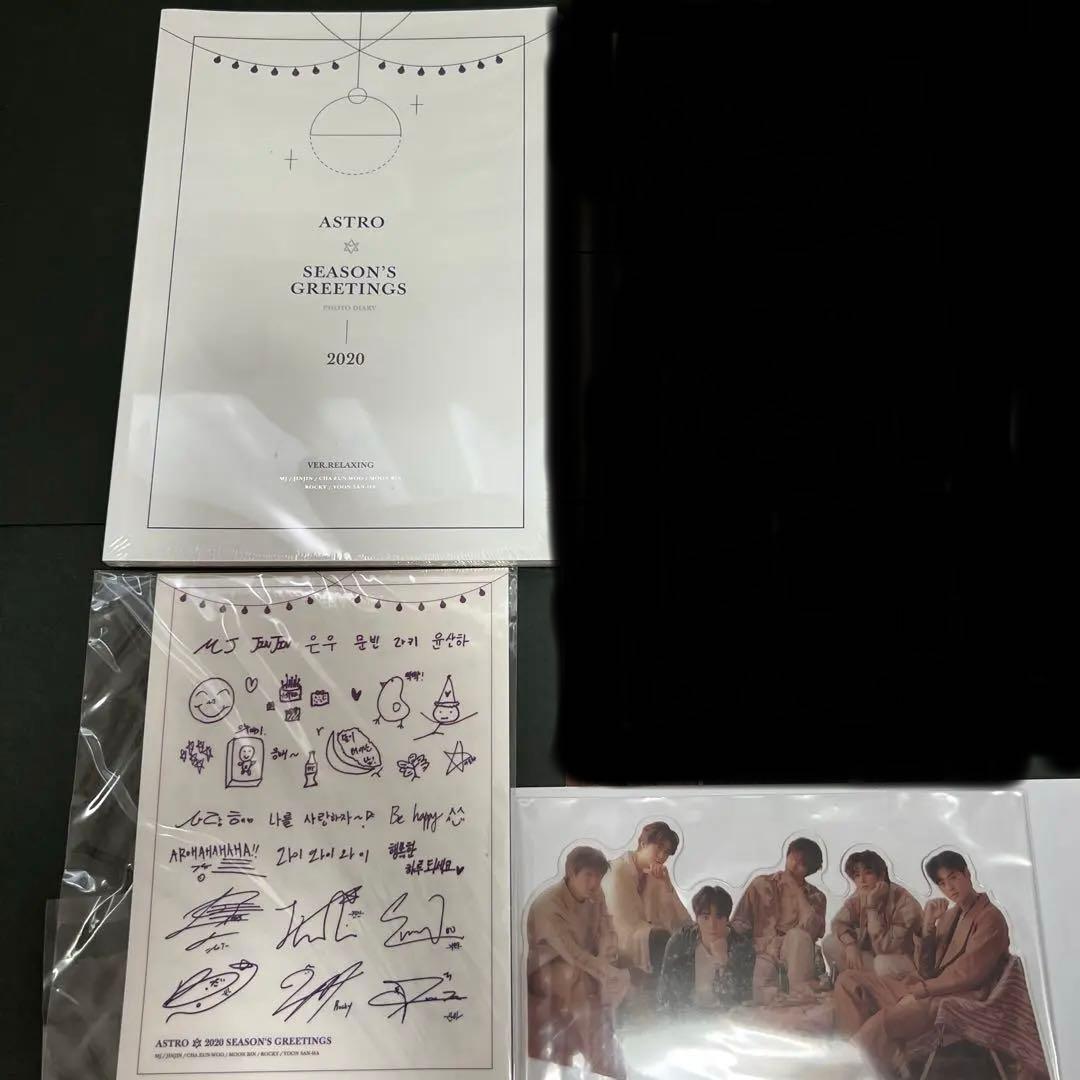 ASTRO
SEASON'S
GREETINGS
PHOTO DIARY
2020
VER.RELAXING
MJ / JINJIN / CHA EUN-WOO / MOON BIN
ROCKY / YOON SAN-HA
MJ JINJIN 은우 문빈 라키 윤산하
나를 사랑하자~ Be happy ^^
AROHAHAHAHA!! 라이 와이 와이 행복한
하루 되세요♥
Rocky
ASTRO ✡ 2020 SEASON'S GREETINGS
MJ / JINJIN / CHA EUN-WOO / MOON BIN / ROCKY / YOON SAN-HA